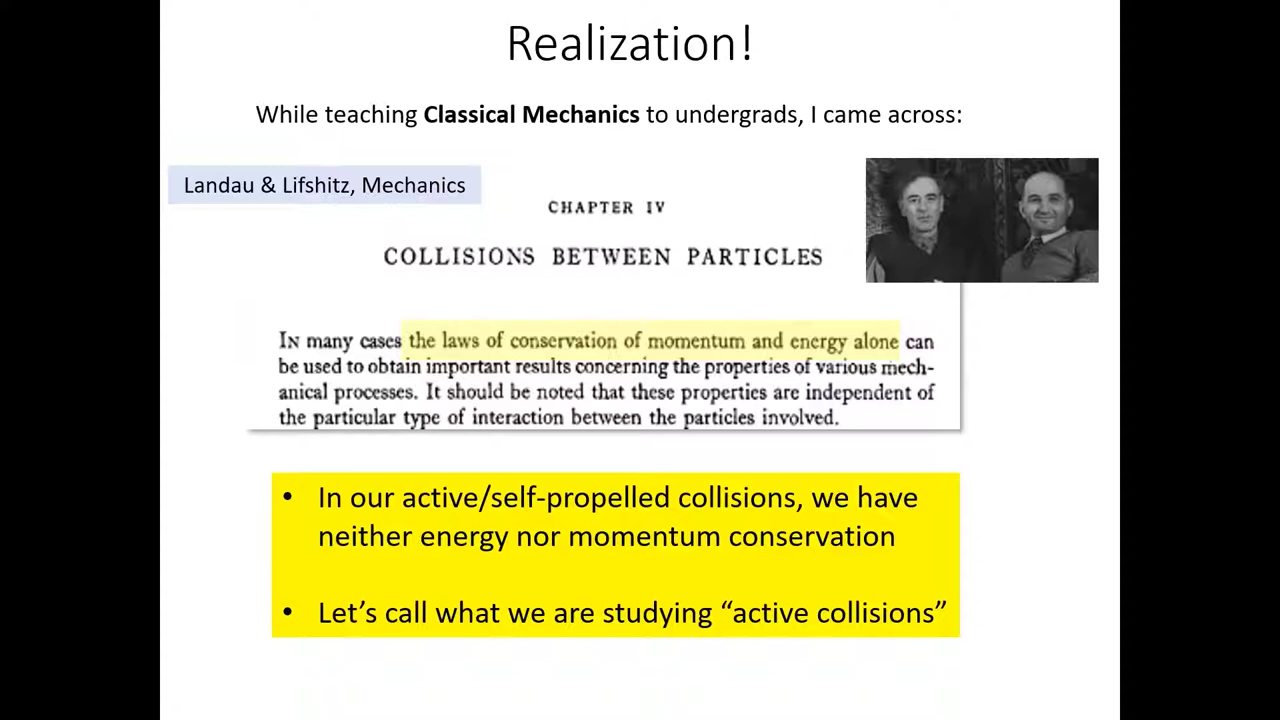 Realization!
While teaching Classical Mechanics to undergrads, I came across:
Landau & Lifshitz, Mechanics
CHAPTER IV
COLLISIONS BETWEEN PARTICLES
IN many cases the laws of conservation of momentum and energy alone can
be used to obtain important results concerning the properties of various mech-
anical processes. It should be noted that these properties are independent of
the particular type of interaction between the particles involved.
• In our active/self-propelled collisions, we have
neither energy nor momentum conservation
• Let’s call what we are studying “active collisions”